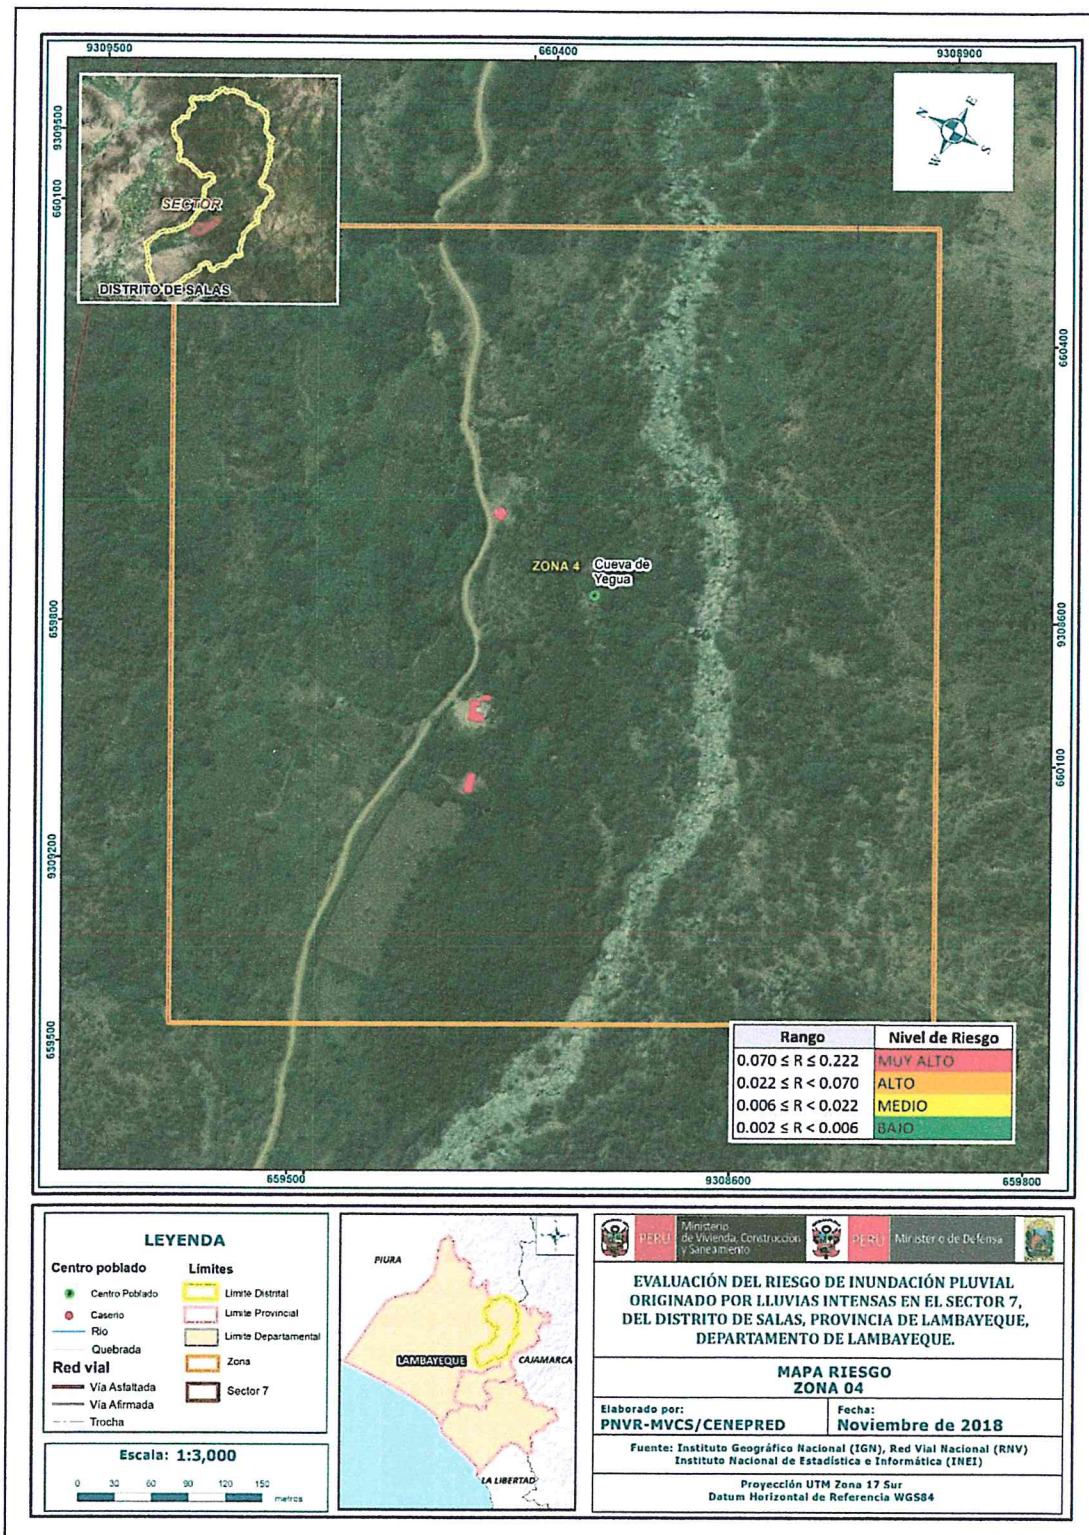 9309500
660400
9308900
9309500
660100
659800
9309200
659500
660400
9308600
660100
659500
9308600
659800
SECTOR
DISTRITO DE SALAS
N
E
W
S
ZONA 4
Cueva de
Yegua
Rango Nivel de Riesgo
0.070 ≤ R ≤ 0.222 MUY ALTO
0.022 ≤ R < 0.070 ALTO
0.006 ≤ R < 0.022 MEDIO
0.002 ≤ R < 0.006 BAJO
LEYENDA
Centro poblado
Centro Poblado
Caserio
Rio
Quebrada
Red vial
Vía Asfaltada
Vía Afirmada
Trocha
Límites
Limite Distrital
Limite Provincial
Limite Departamental
Zona
Sector 7
Escala: 1:3,000
0 30 60 90 120 150
metros
PIURA
LAMBAYEQUE
CAJAMARCA
LA LIBERTAD
PERÚ
Ministerio
de Vivienda, Construcción
y Saneamiento
PERÚ
Ministerio de Defensa
EVALUACIÓN DEL RIESGO DE INUNDACIÓN PLUVIAL
ORIGINADO POR LLUVIAS INTENSAS EN EL SECTOR 7,
DEL DISTRITO DE SALAS, PROVINCIA DE LAMBAYEQUE,
DEPARTAMENTO DE LAMBAYEQUE.
MAPA RIESGO
ZONA 04
Elaborado por:
PNVR-MVCS/CENEPRED
Fecha:
Noviembre de 2018
Fuente: Instituto Geográfico Nacional (IGN), Red Vial Nacional (RNV)
Instituto Nacional de Estadística e Informática (INEI)
Proyección UTM Zona 17 Sur
Datum Horizontal de Referencia WGS84